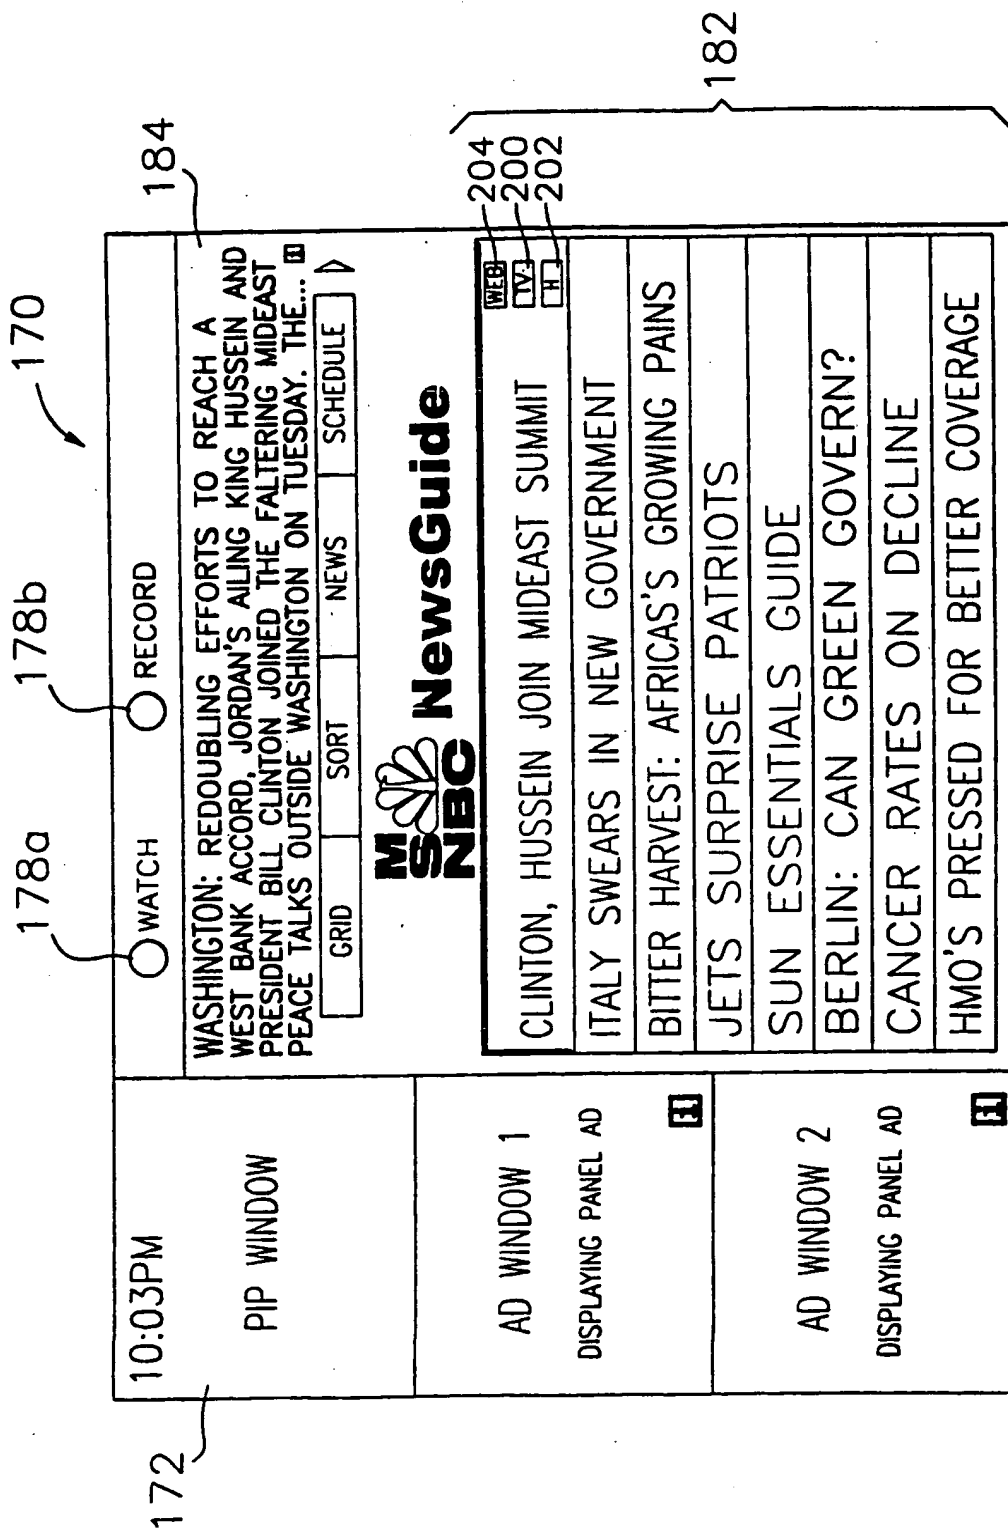 170
178a
178b
184
172
10:03PM
WATCH
RECORD
PIP WINDOW
WASHINGTON: REDOUBLING EFFORTS TO REACH A
WEST BANK ACCORD, JORDAN'S AILING KING HUSSEIN AND
PRESIDENT BILL CLINTON JOINED THE FALTERING MIDEAST
PEACE TALKS OUTSIDE WASHINGTON ON TUESDAY. THE... i
GRID
SORT
NEWS
SCHEDULE
M
S
NBC NewsGuide
AD WINDOW 1
DISPLAYING PANEL AD
i
AD WINDOW 2
DISPLAYING PANEL AD
i
CLINTON, HUSSEIN JOIN MIDEAST SUMMIT
WEB
TV
H
204
200
202
182
ITALY SWEARS IN NEW GOVERNMENT
BITTER HARVEST: AFRICAS'S GROWING PAINS
JETS SURPRISE PATRIOTS
SUN ESSENTIALS GUIDE
BERLIN: CAN GREEN GOVERN?
CANCER RATES ON DECLINE
HMO'S PRESSED FOR BETTER COVERAGE